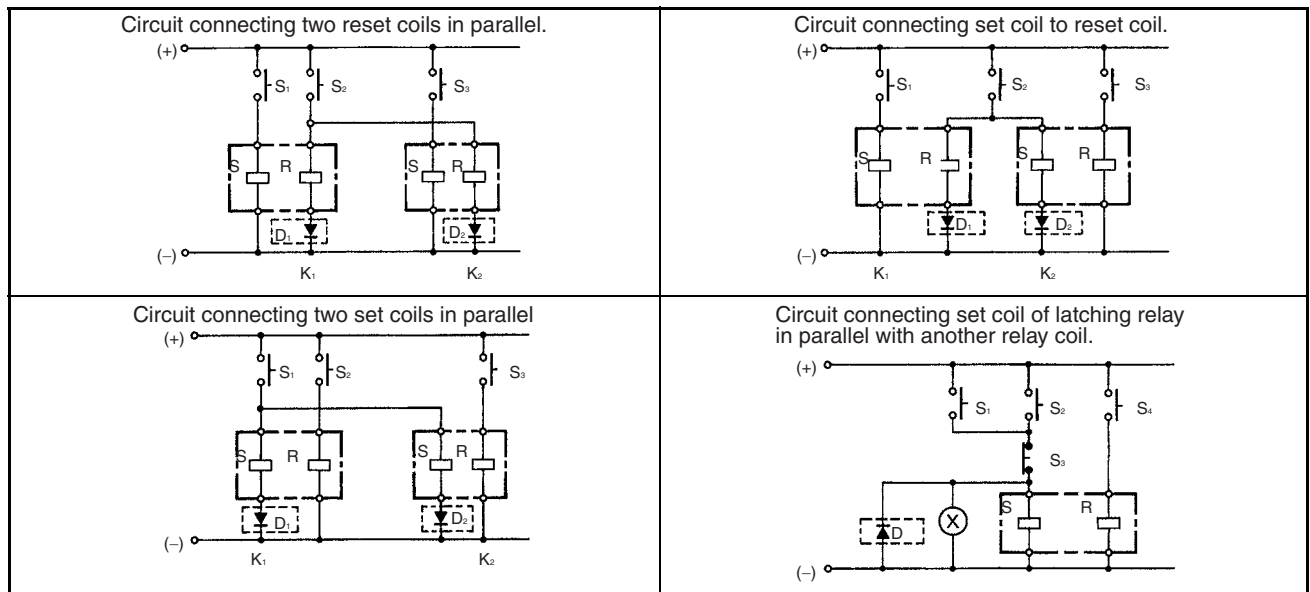 Circuit connecting two reset coils in parallel.
(+)
S₁ S₂ S₃
S R S R
D₁ D₂
(−)
K₁ K₂
Circuit connecting set coil to reset coil.
(+)
S₁ S₂ S₃
S R S R
D₁ D₂
(−)
K₁ K₂
Circuit connecting two set coils in parallel
(+)
S₁ S₂ S₃
S R S R
D₁ D₂
(−)
K₁ K₂
Circuit connecting set coil of latching relay
in parallel with another relay coil.
(+)
S₁ S₂ S₄
S₃
S R
D X
(−)